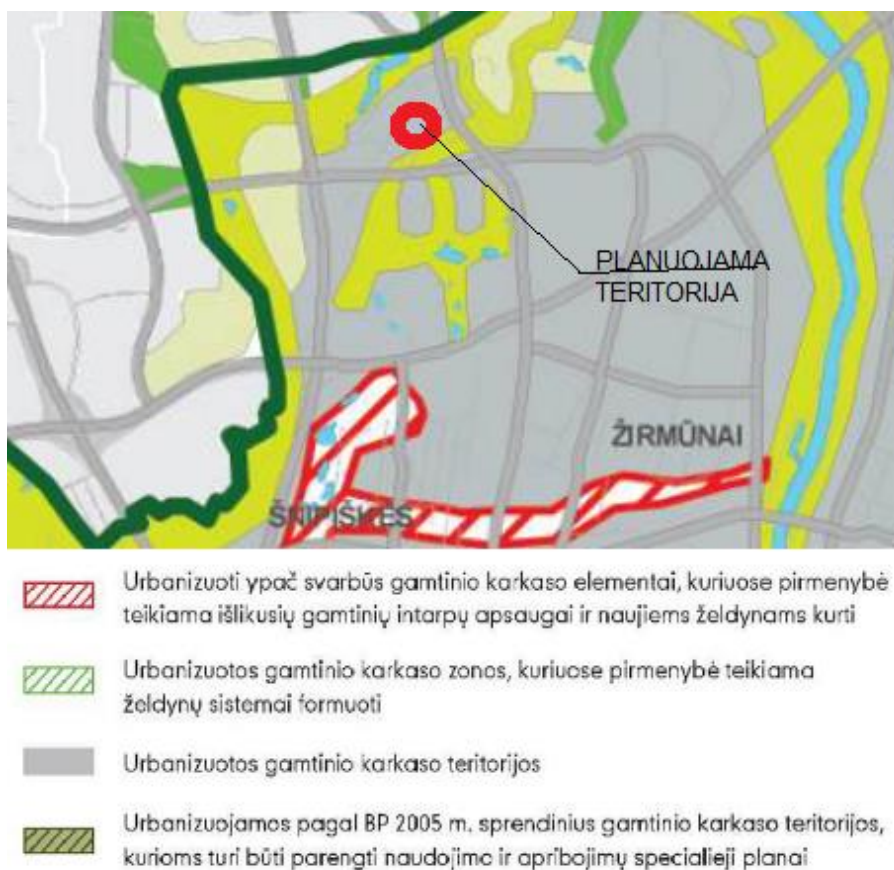 PLANUOJAMA
TERITORIJA
ŽIRMŪNAI
ŠNIPIŠKĖS
Urbanizuoti ypač svarbūs gamtinio karkaso elementai, kuriuose pirmenybė
teikiama išlikusių gamtinių intarpų apsaugai ir naujiems želdynams kurti
Urbanizuotos gamtinio karkaso zonos, kuriuose pirmenybė teikiama
želdynų sistemai formuoti
Urbanizuotos gamtinio karkaso teritorijos
Urbanizuojamos pagal BP 2005 m. sprendinius gamtinio karkaso teritorijos,
kurioms turi būti parengti naudojimo ir apribojimų specialieji planai